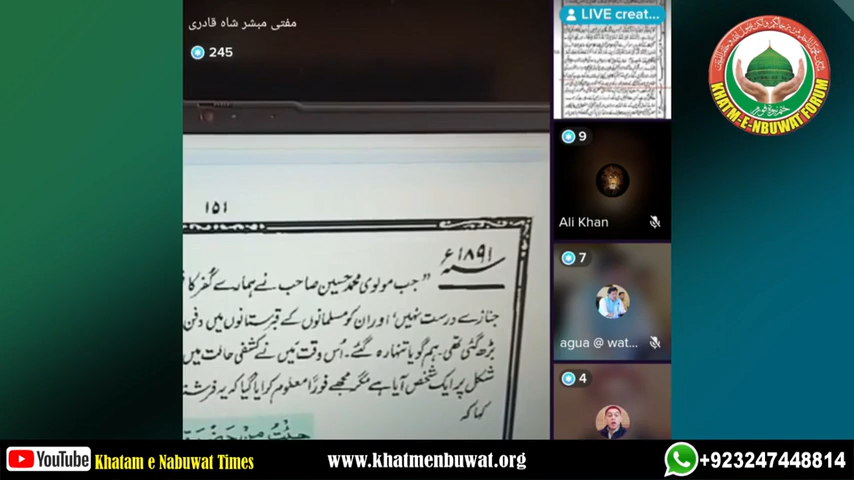 مفتی مبشر شاہ قادری
245
LIVE creat...
KHATM-E-NBUWAT FORUM
9
Ali Khan
7
agua @ wat...
4
۱۵۱
سنہ ۱۸۹۱ء
"جب مولوی محمد حسین صاحب نے ہمارے کفر کا
جنازے درست نہیں، اور ان کو مسلمانوں کے قبرستانوں میں دفن
بڑھ گئی تھی۔ ہم گویا تنہا رہ گئے۔ اُس وقت مَیں نے کشفی حالت میں
شکل پر ایک شخص آیا ہے مگر مجھے فورًا معلوم کرایا گیا کہ یہ فرشتہ
کہا کہ
جِئْتُ مِنْ حَضْرَةِ
YouTube Khatam e Nabuwat Times
www.khatmenbuwat.org
+923247448814